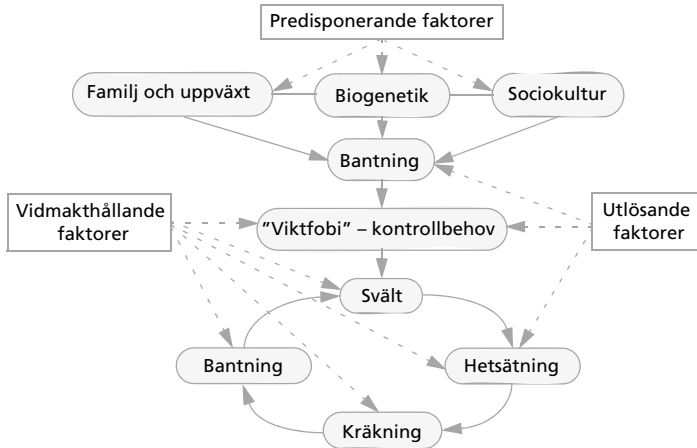 Predisponerande faktorer
Familj och uppväxt
Biogenetik
Sociokultur
Bantning
Vidmakthållande
faktorer
”Viktfobi” – kontrollbehov
Utlösande
faktorer
Svält
Bantning
Hetsätning
Kräkning